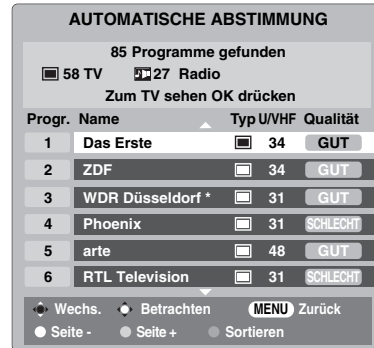 AUTOMATISCHE ABSTIMMUNG
85 Programme gefunden
58 TV 27 Radio
Zum TV sehen OK drücken
Progr. Name Typ U/VHF Qualität
1 Das Erste 34 GUT
2 ZDF 34 GUT
3 WDR Düsseldorf * 31 GUT
4 Phoenix 31 SCHLECHT
5 arte 48 GUT
6 RTL Television 31 SCHLECHT
Wechs. Betrachten MENU Zurück
Seite - Seite + Sortieren